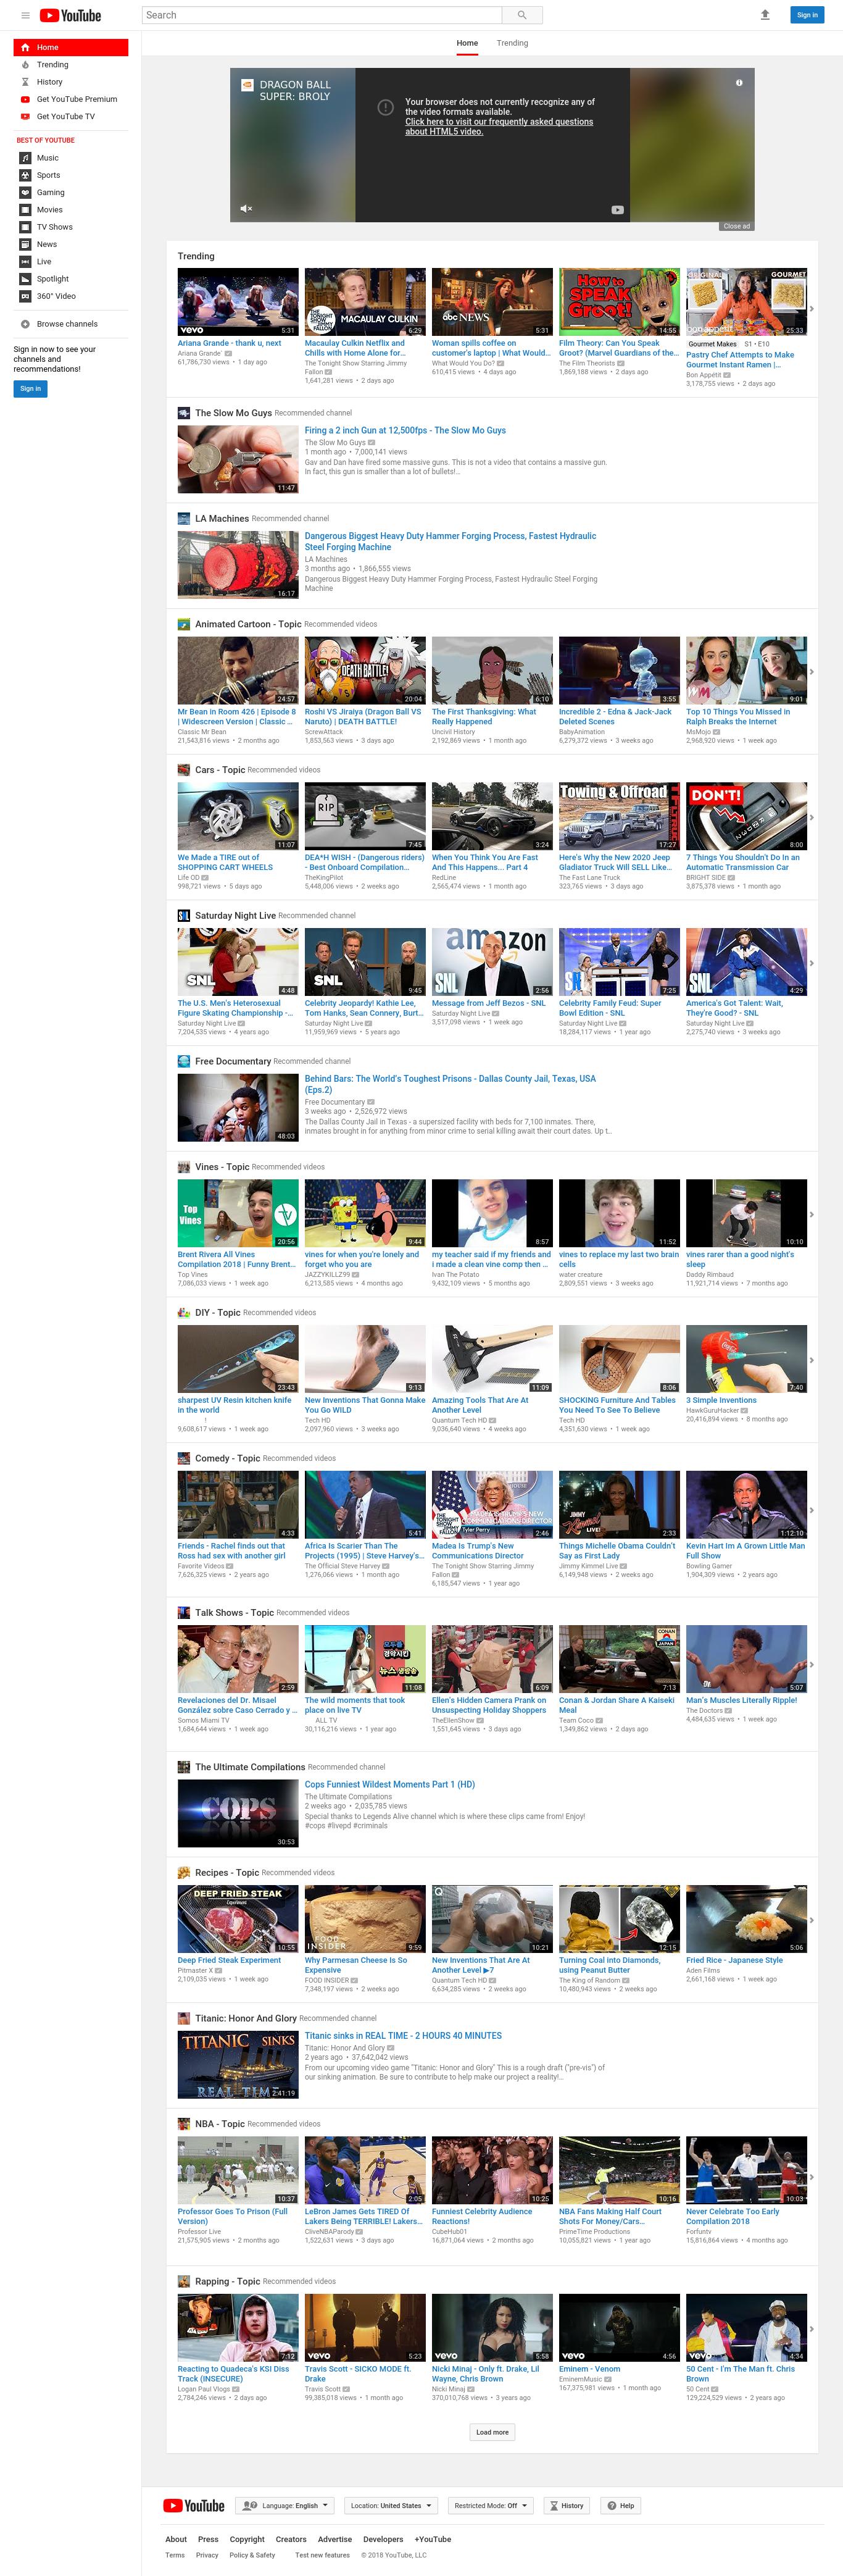 YouTube
Search
Sign in
Home
Trending
History
Get YouTube Premium
Get YouTube TV
BEST OF YOUTUBE
Music
Sports
Gaming
Movies
TV Shows
News
Live
Spotlight
360° Video
Browse channels
Sign in now to see your
channels and
recommendations!
Sign in
Home Trending
DRAGON BALL
SUPER: BROLY
Your browser does not currently recognize any of
the video formats available.
Click here to visit our frequently asked questions
about HTML5 video.
Close ad
Trending
vevo 5:31
Ariana Grande - thank u, next
Ariana Grande
61,786,730 views • 1 day ago
THE TONIGHT SHOW FALLON MACAULAY CULKIN 6:29
Macaulay Culkin Netflix and
Chills with Home Alone for...
The Tonight Show Starring Jimmy
Fallon
1,641,281 views • 2 days ago
abc NEWS 5:31
Woman spills coffee on
customer's laptop | What Would...
What Would You Do?
610,415 views • 4 days ago
How to SPEAK Groot! 14:55
Film Theory: Can You Speak
Groot? (Marvel Guardians of the...
The Film Theorists
1,869,188 views • 2 days ago
ORIGINAL GOURMET bon appétit 25:33
Gourmet Makes S1 • E10
Pastry Chef Attempts to Make
Gourmet Instant Ramen |...
Bon Appétit
3,178,755 views • 2 days ago
The Slow Mo Guys Recommended channel
11:47
Firing a 2 inch Gun at 12,500fps - The Slow Mo Guys
The Slow Mo Guys
1 month ago • 7,000,141 views
Gav and Dan have fired some massive guns. This is not a video that contains a massive gun.
In fact, this gun is smaller than a lot of bullets!...
LA Machines Recommended channel
16:17
Dangerous Biggest Heavy Duty Hammer Forging Process, Fastest Hydraulic
Steel Forging Machine
LA Machines
3 months ago • 1,866,555 views
Dangerous Biggest Heavy Duty Hammer Forging Process, Fastest Hydraulic Steel Forging
Machine
Animated Cartoon - Topic Recommended videos
24:57
Mr Bean in Room 426 | Episode 8
| Widescreen Version | Classic ...
Classic Mr Bean
21,543,816 views • 2 months ago
DEATH BATTLE! 20:04
Roshi VS Jiraiya (Dragon Ball VS
Naruto) | DEATH BATTLE!
ScrewAttack
1,853,563 views • 3 days ago
6:10
The First Thanksgiving: What
Really Happened
Uncivil History
2,192,869 views • 1 month ago
3:55
Incredible 2 - Edna & Jack-Jack
Deleted Scenes
BabyAnimation
6,279,372 views • 3 weeks ago
9:01
Top 10 Things You Missed in
Ralph Breaks the Internet
MsMojo
2,968,920 views • 1 week ago
Cars - Topic Recommended videos
11:07
We Made a TIRE out of
SHOPPING CART WHEELS
Life OD
998,721 views • 5 days ago
RIP 7:45
DEA*H WISH - (Dangerous riders)
- Best Onboard Compilation...
TheKingPilot
5,448,006 views • 2 weeks ago
3:24
When You Think You Are Fast
And This Happens... Part 4
RedLine
2,565,474 views • 1 month ago
Towing & Offroad 17:27
Here's Why the New 2020 Jeep
Gladiator Truck Will SELL Like...
The Fast Lane Truck
323,765 views • 3 days ago
DON'T! 8:00
7 Things You Shouldn't Do In an
Automatic Transmission Car
BRIGHT SIDE
3,875,378 views • 1 month ago
Saturday Night Live Recommended channel
SNL 4:48
The U.S. Men's Heterosexual
Figure Skating Championship -...
Saturday Night Live
7,204,535 views • 4 years ago
SNL 9:45
Celebrity Jeopardy! Kathie Lee,
Tom Hanks, Sean Connery, Burt...
Saturday Night Live
11,959,969 views • 5 years ago
amazon SNL 2:56
Message from Jeff Bezos - SNL
Saturday Night Live
3,517,098 views • 1 week ago
7:25
Celebrity Family Feud: Super
Bowl Edition - SNL
Saturday Night Live
18,284,117 views • 1 year ago
SNL 4:29
America's Got Talent: Wait,
They're Good? - SNL
Saturday Night Live
2,275,740 views • 3 weeks ago
Free Documentary Recommended channel
48:03
Behind Bars: The World's Toughest Prisons - Dallas County Jail, Texas, USA
(Eps.2)
Free Documentary
3 weeks ago • 2,526,972 views
The Dallas County Jail in Texas - a supersized facility with beds for 7,100 inmates. There,
inmates brought in for anything from minor crime to serial killing await their court dates. Up t...
Vines - Topic Recommended videos
Top Vines 20:56
Brent Rivera All Vines
Compilation 2018 | Funny Brent...
Top Vines
7,086,033 views • 1 week ago
9:44
vines for when you're lonely and
forget who you are
JAZZYKILLZ99
6,213,585 views • 4 months ago
8:57
my teacher said if my friends and
i made a clean vine comp then ...
Ivan The Potato
9,432,109 views • 5 months ago
11:52
vines to replace my last two brain
cells
water creature
2,809,551 views • 3 weeks ago
10:10
vines rarer than a good night's
sleep
Daddy Rimbaud
11,921,714 views • 7 months ago
DIY - Topic Recommended videos
23:43
sharpest UV Resin kitchen knife
in the world
!
9,608,617 views • 1 week ago
9:13
New Inventions That Gonna Make
You Go WILD
Tech HD
2,097,960 views • 3 weeks ago
11:09
Amazing Tools That Are At
Another Level
Quantum Tech HD
9,036,640 views • 4 weeks ago
8:06
SHOCKING Furniture And Tables
You Need To See To Believe
Tech HD
4,351,630 views • 1 week ago
7:40
3 Simple Inventions
HawkGuruHacker
20,416,894 views • 8 months ago
Comedy - Topic Recommended videos
4:33
Friends - Rachel finds out that
Ross had sex with another girl
Favorite Videos
7,626,325 views • 2 years ago
5:41
Africa Is Scarier Than The
Projects (1995) | Steve Harvey's...
The Official Steve Harvey
1,276,066 views • 1 month ago
Tyler Perry 2:46
Madea Is Trump's New
Communications Director
The Tonight Show Starring Jimmy
Fallon
6,185,547 views • 1 year ago
JIMMY KIMMEL LIVE! 2:33
Things Michelle Obama Couldn't
Say as First Lady
Jimmy Kimmel Live
6,149,948 views • 2 weeks ago
1:12:10
Kevin Hart Im A Grown Little Man
Full Show
Bowling Gamer
1,904,309 views • 2 years ago
Talk Shows - Topic Recommended videos
2:59
Revelaciones del Dr. Misael
González sobre Caso Cerrado y ...
Somos Miami TV
1,684,644 views • 1 week ago
모두를 경악시킨 뉴스 생방송 11:08
The wild moments that took
place on live TV
ALL TV
30,116,216 views • 1 year ago
6:09
Ellen's Hidden Camera Prank on
Unsuspecting Holiday Shoppers
TheEllenShow
1,551,645 views • 3 days ago
CONAN JAPAN 7:13
Conan & Jordan Share A Kaiseki
Meal
Team Coco
1,349,862 views • 2 days ago
5:07
Man's Muscles Literally Ripple!
The Doctors
4,484,635 views • 1 week ago
The Ultimate Compilations Recommended channel
COPS 30:53
Cops Funniest Wildest Moments Part 1 (HD)
The Ultimate Compilations
2 weeks ago • 2,035,785 views
Special thanks to Legends Alive channel which is where these clips came from! Enjoy!
#cops #livepd #criminals
Recipes - Topic Recommended videos
DEEP FRIED STEAK Experiment 10:55
Deep Fried Steak Experiment
Pitmaster X
2,109,035 views • 1 week ago
FOOD INSIDER 9:59
Why Parmesan Cheese Is So
Expensive
FOOD INSIDER
7,348,197 views • 2 weeks ago
10:21
New Inventions That Are At
Another Level ▶7
Quantum Tech HD
6,634,285 views • 2 weeks ago
12:15
Turning Coal into Diamonds,
using Peanut Butter
The King of Random
10,480,943 views • 2 weeks ago
5:06
Fried Rice - Japanese Style
Aden Films
2,661,168 views • 1 week ago
Titanic: Honor And Glory Recommended channel
TITANIC SINKS REAL TIME 2:41:19
Titanic sinks in REAL TIME - 2 HOURS 40 MINUTES
Titanic: Honor And Glory
2 years ago • 37,642,042 views
From our upcoming video game "Titanic: Honor and Glory" This is a rough draft ("pre-vis") of
our sinking animation. Be sure to contribute to help make our project a reality!...
NBA - Topic Recommended videos
10:37
Professor Goes To Prison (Full
Version)
Professor Live
21,575,905 views • 2 months ago
2:05
LeBron James Gets TIRED Of
Lakers Being TERRIBLE! Lakers...
CliveNBAParody
1,522,631 views • 3 days ago
10:25
Funniest Celebrity Audience
Reactions!
CubeHub01
16,871,064 views • 2 months ago
10:16
NBA Fans Making Half Court
Shots For Money/Cars...
PrimeTime Productions
10,055,821 views • 1 year ago
10:03
Never Celebrate Too Early
Compilation 2018
Forfuntv
15,816,864 views • 4 months ago
Rapping - Topic Recommended videos
7:12
Reacting to Quadeca's KSI Diss
Track (INSECURE)
Logan Paul Vlogs
2,784,246 views • 2 days ago
vevo 5:23
Travis Scott - SICKO MODE ft.
Drake
Travis Scott
99,385,018 views • 1 month ago
vevo 5:58
Nicki Minaj - Only ft. Drake, Lil
Wayne, Chris Brown
Nicki Minaj
370,010,768 views • 3 years ago
vevo 4:56
Eminem - Venom
EminemMusic
167,375,981 views • 1 month ago
vevo 4:34
50 Cent - I'm The Man ft. Chris
Brown
50 Cent
129,224,529 views • 2 years ago
Load more
YouTube Language: English Location: United States Restricted Mode: Off History Help
About Press Copyright Creators Advertise Developers +YouTube
Terms Privacy Policy & Safety Test new features © 2018 YouTube, LLC